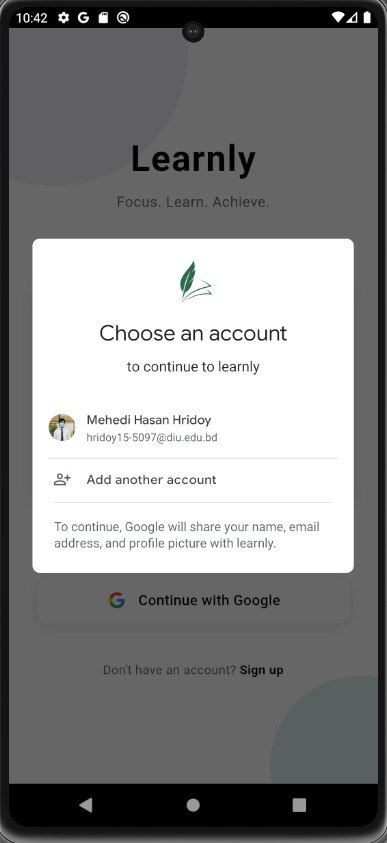 10:42
Learnly
Focus. Learn. Achieve.
Choose an account
to continue to learnly
Mehedi Hasan Hridoy
hridoy15-5097@diu.edu.bd
Add another account
To continue, Google will share your name, email
address, and profile picture with learnly.
Continue with Google
Don't have an account? Sign up